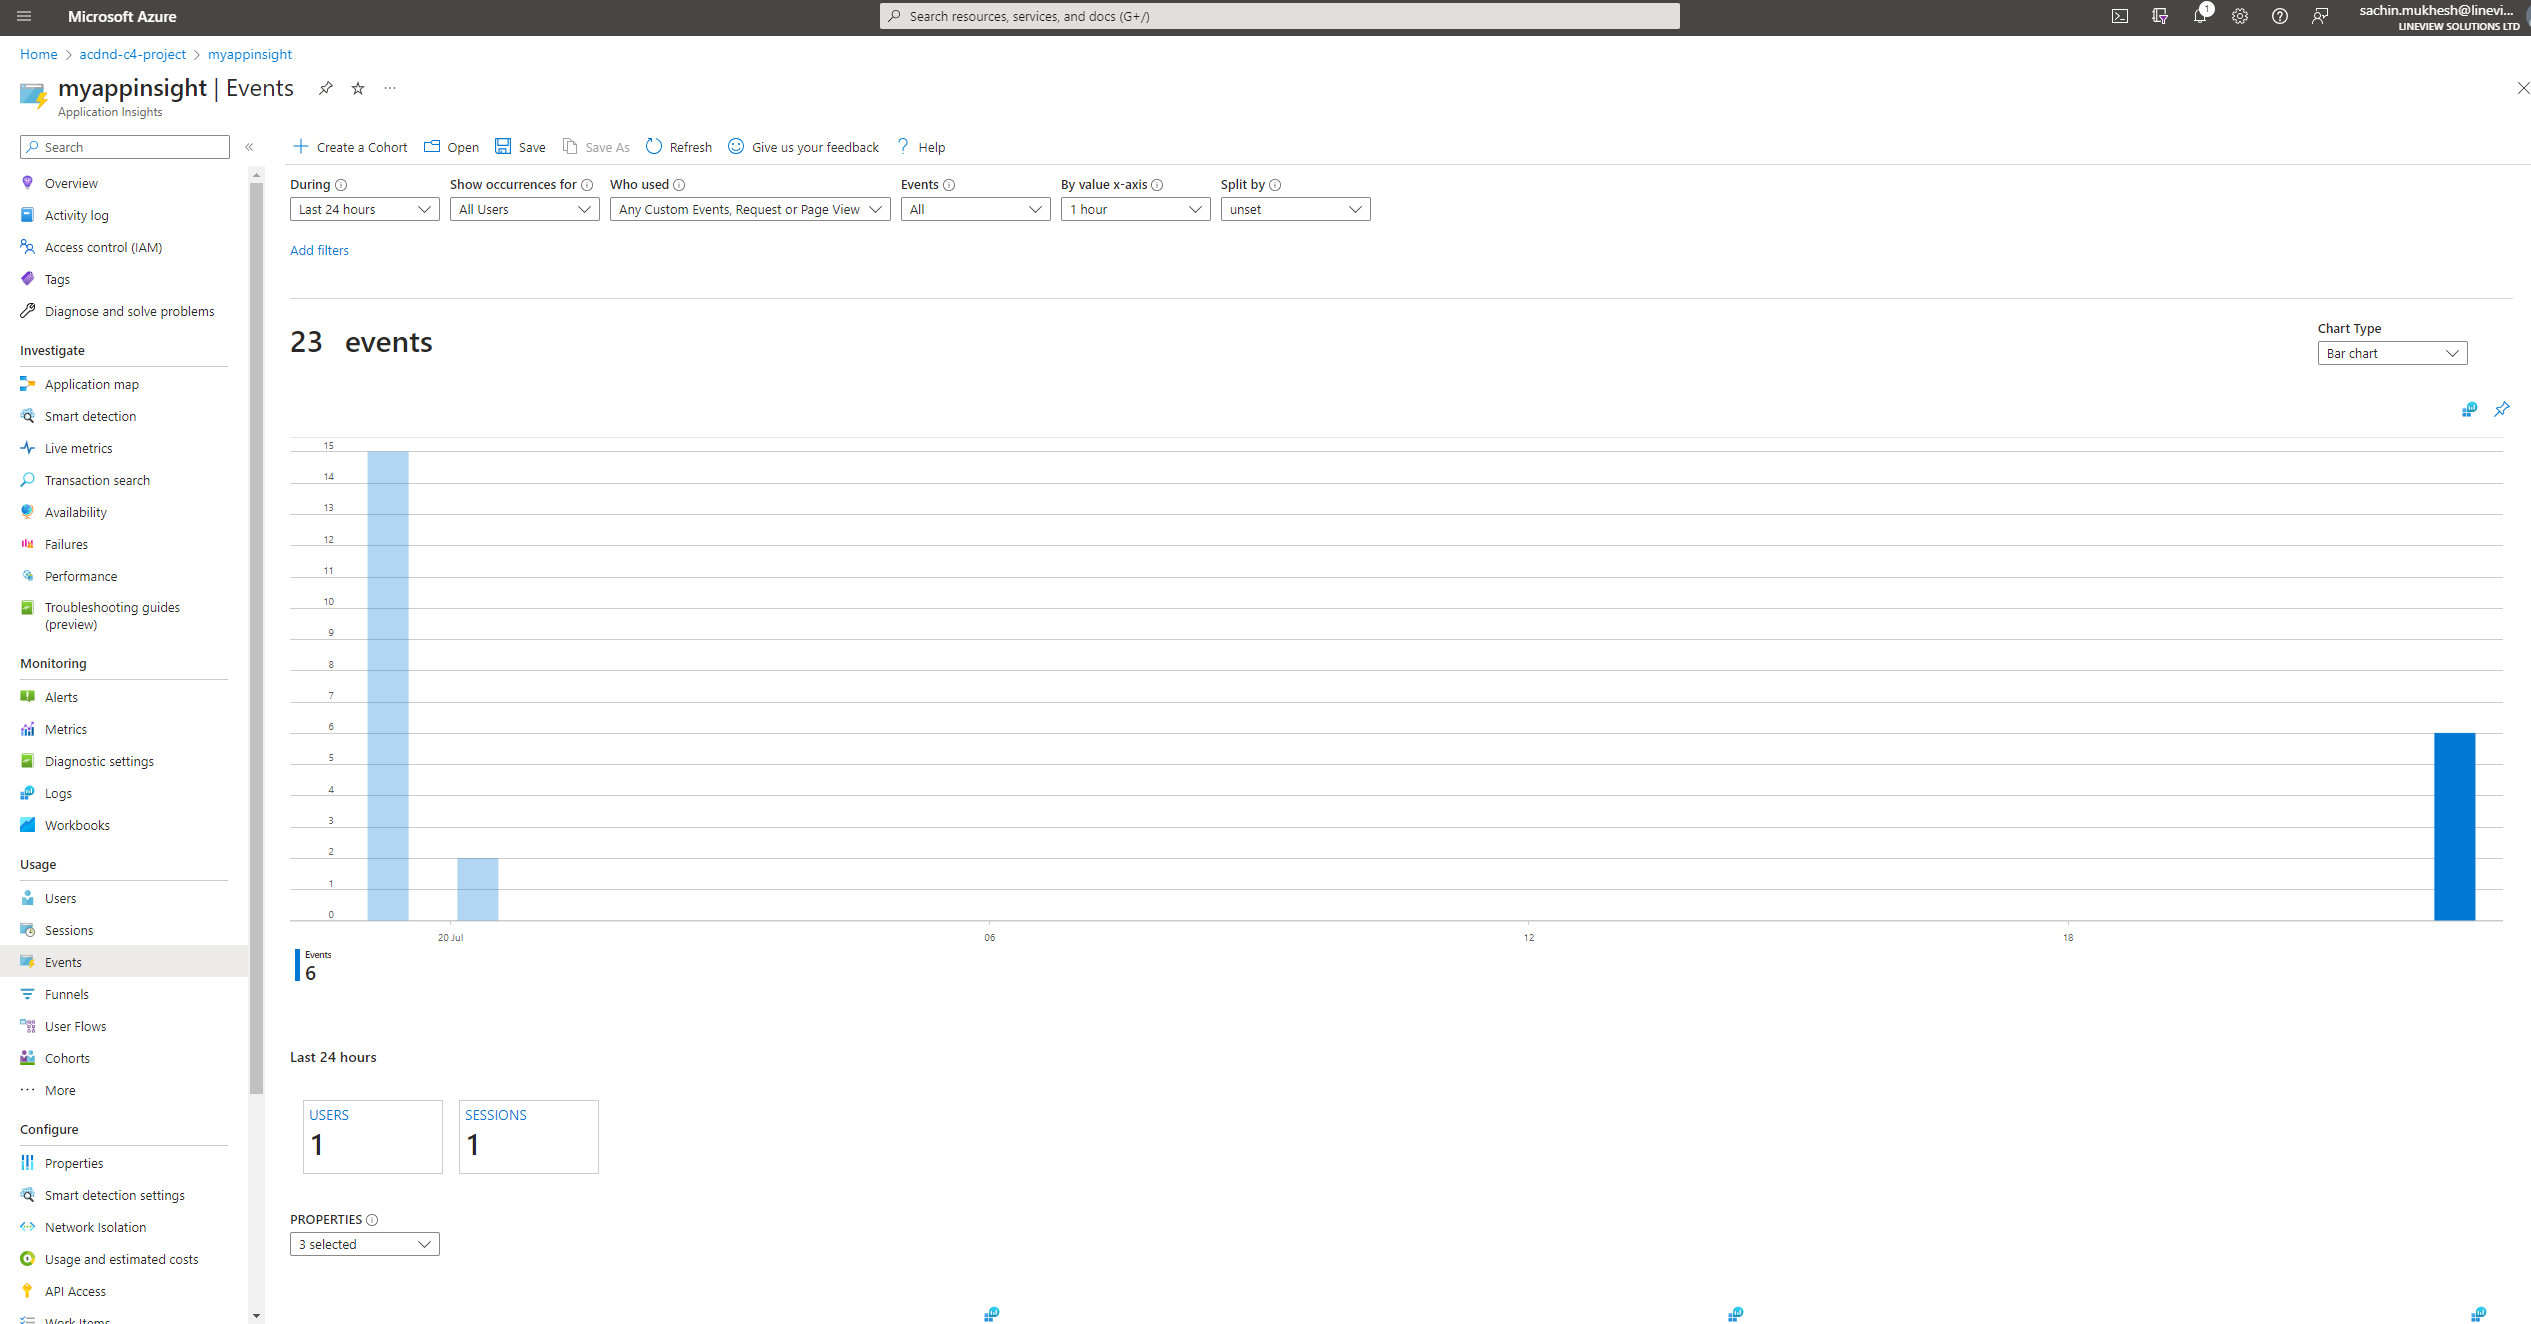 Microsoft Azure
Search resources, services, and docs (G+/)
1
sachin.mukhesh@linevi...
LINEVIEW SOLUTIONS LTD
Home > acdnd-c4-project > myappinsight
myappinsight | Events
Application Insights
Search
Create a Cohort Open Save Save As Refresh Give us your feedback Help
Overview
Activity log
Access control (IAM)
Tags
Diagnose and solve problems
Investigate
Application map
Smart detection
Live metrics
Transaction search
Availability
Failures
Performance
Troubleshooting guides
(preview)
Monitoring
Alerts
Metrics
Diagnostic settings
Logs
Workbooks
Usage
Users
Sessions
Events
Funnels
User Flows
Cohorts
More
Configure
Properties
Smart detection settings
Network Isolation
Usage and estimated costs
API Access
Work Items
During Show occurrences for Who used Events By value x-axis Split by
Last 24 hours All Users Any Custom Events, Request or Page View All 1 hour unset
Add filters
23 events
Chart Type
Bar chart
15
14
13
12
11
10
9
8
7
6
5
4
3
2
1
0
20 Jul 06 12 18
Events
6
Last 24 hours
USERS
1
SESSIONS
1
PROPERTIES
3 selected